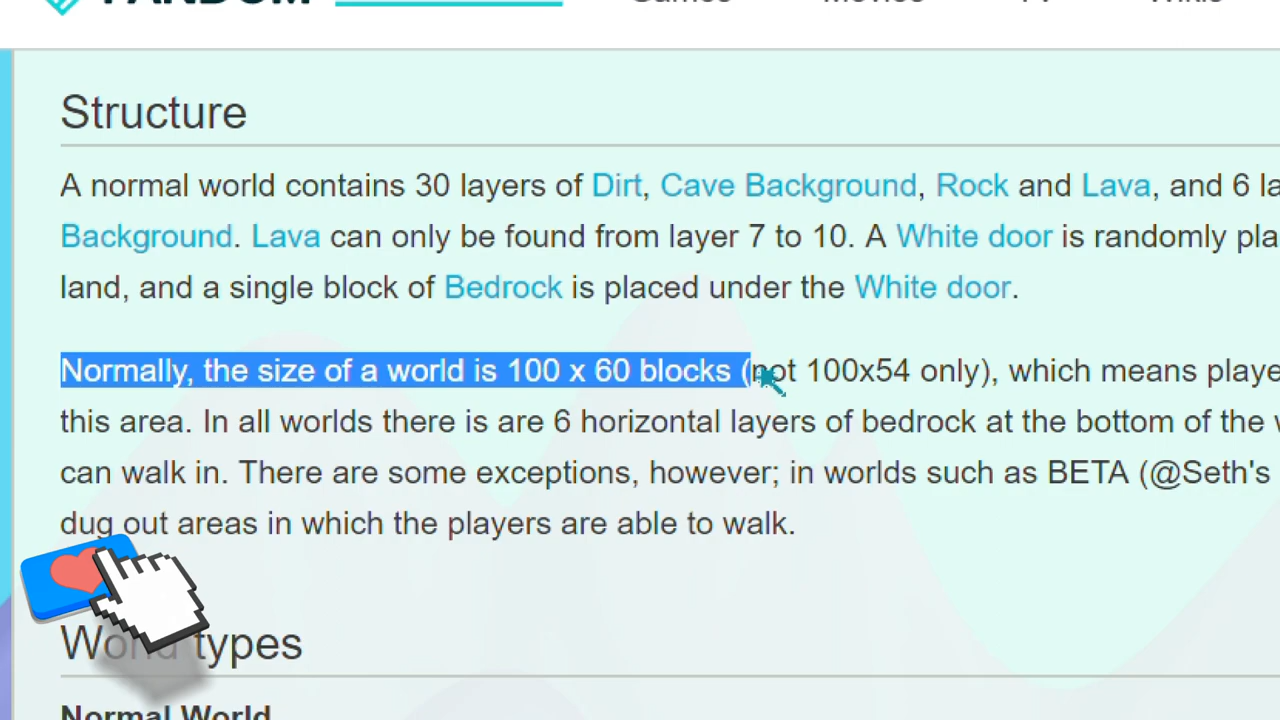 FANDOM Games Movies TV Wikis
Structure
A normal world contains 30 layers of Dirt, Cave Background, Rock and Lava, and 6
Background. Lava can only be found from layer 7 to 10. A White door is randomly
land, and a single block of Bedrock is placed under the White door.
Normally, the size of a world is 100 x 60 blocks (not 100x54 only), which means
this area. In all worlds there is are 6 horizontal layers of bedrock at the bottom of the
can walk in. There are some exceptions, however; in worlds such as BETA (@Seth's
dug out areas in which the players are able to walk.
World types
Normal World